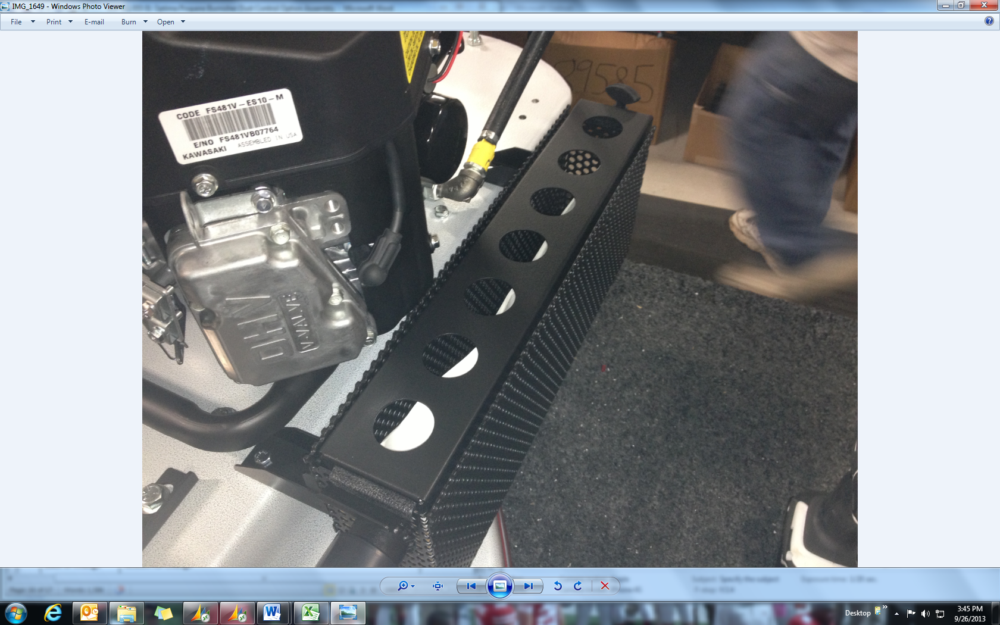 IMG_1649 - Windows Photo Viewer
File
Print
E-mail
Burn
Open
CODE FS481V-ES10-M
E/NO FS481VB07764
KAWASAKI ASSEMBLED IN USA
29585
V-VALVE
OHV
Desktop
3:45 PM
9/26/2013